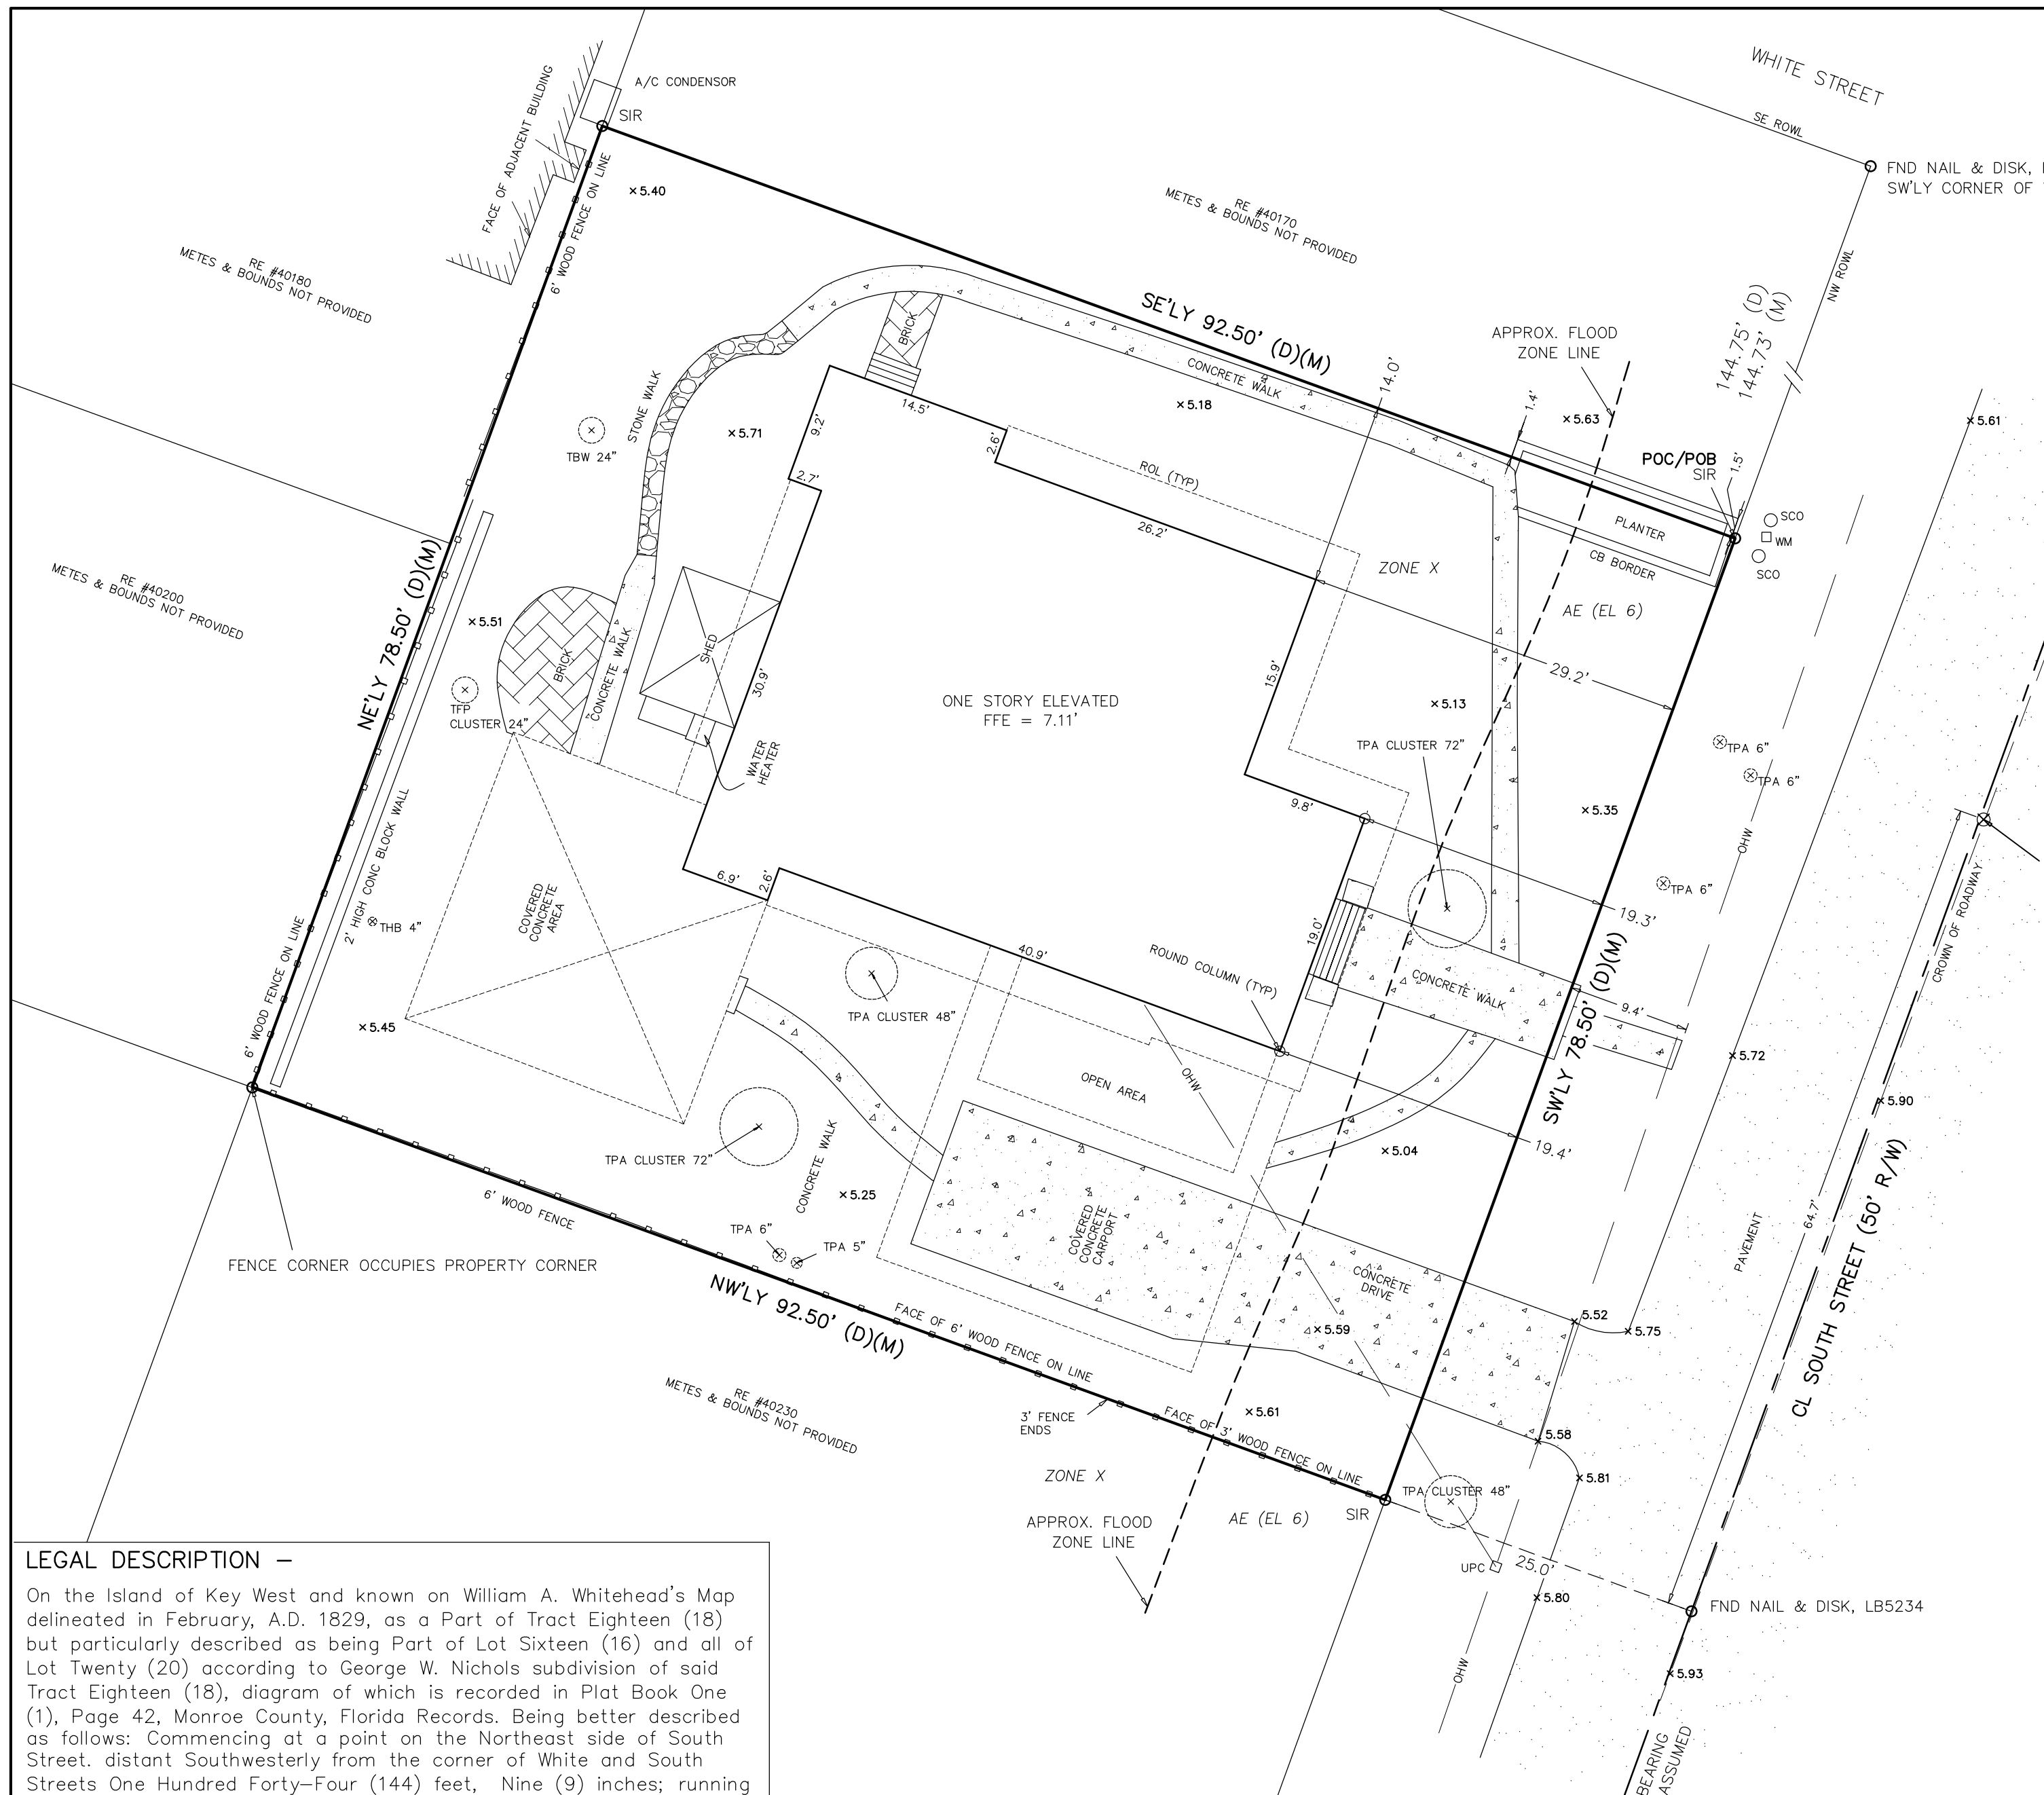 WHITE STREET
SE ROWL
FND NAIL & DISK,
SW'LY CORNER OF
NW ROWL
A/C CONDENSOR
SIR
FACE OF ADJACENT BUILDING
6' WOOD FENCE ON LINE
×5.40
RE #40170
METES & BOUNDS NOT PROVIDED
RE #40180
METES & BOUNDS NOT PROVIDED
SE'LY 92.50' (D)(M)
144.75' (D)
144.73' (M)
APPROX. FLOOD
ZONE LINE
BRICK
CONCRETE WALK
14.0'
1.4'
×5.63
×5.61
×5.18
14.5'
9.2'
2.6'
2.7'
STONE WALK
×5.71
TBW 24"
ROL (TYP)
26.2'
POC/POB
SIR
1.5'
PLANTER
CB BORDER
SCO
WM
SCO
ZONE X
AE (EL 6)
RE #40200
METES & BOUNDS NOT PROVIDED
NE'LY 78.50' (D)(M)
×5.51
BRICK
CONCRETE WALK
SHED
30.9'
15.9'
29.2'
TFP
CLUSTER 24"
ONE STORY ELEVATED
FFE = 7.11'
×5.13
TPA CLUSTER 72"
TPA 6"
TPA 6"
WATER
HEATER
9.8'
×5.35
OHW
2' HIGH CONC BLOCK WALL
6.9'
2.6'
TPA 6"
CROWN OF ROADWAY
COVERED
CONCRETE
AREA
THB 4"
19.3'
19.0'
40.9'
6' WOOD FENCE ON LINE
ROUND COLUMN (TYP)
CONCRETE WALK
9.4'
SW'LY 78.50' (D)(M)
TPA CLUSTER 48"
×5.45
×5.72
OHW
OPEN AREA
×5.90
×5.04
19.4'
TPA CLUSTER 72"
CONCRETE WALK
×5.25
6' WOOD FENCE
TPA 6"
TPA 5"
COVERED
CONCRETE
CARPORT
64.7'
PAVEMENT
CL SOUTH STREET (50' R/W)
FENCE CORNER OCCUPIES PROPERTY CORNER
NW'LY 92.50' (D)(M)
CONCRETE
DRIVE
5.52
×5.59
×5.75
FACE OF 6' WOOD FENCE ON LINE
RE #40230
METES & BOUNDS NOT PROVIDED
3' FENCE
ENDS
FACE OF 3' WOOD FENCE ON LINE
×5.61
5.58
×5.81
ZONE X
AE (EL 6)
TPA CLUSTER 48"
SIR
APPROX. FLOOD
ZONE LINE
UPC
25.0'
×5.80
FND NAIL & DISK, LB5234
OHW
×5.93
BEARING
ASSUMED
LEGAL DESCRIPTION –
On the Island of Key West and known on William A. Whitehead's Map
delineated in February, A.D. 1829, as a Part of Tract Eighteen (18)
but particularly described as being Part of Lot Sixteen (16) and all of
Lot Twenty (20) according to George W. Nichols subdivision of said
Tract Eighteen (18), diagram of which is recorded in Plat Book One
(1), Page 42, Monroe County, Florida Records. Being better described
as follows: Commencing at a point on the Northeast side of South
Street. distant Southwesterly from the corner of White and South
Streets One Hundred Forty–Four (144) feet, Nine (9) inches; running